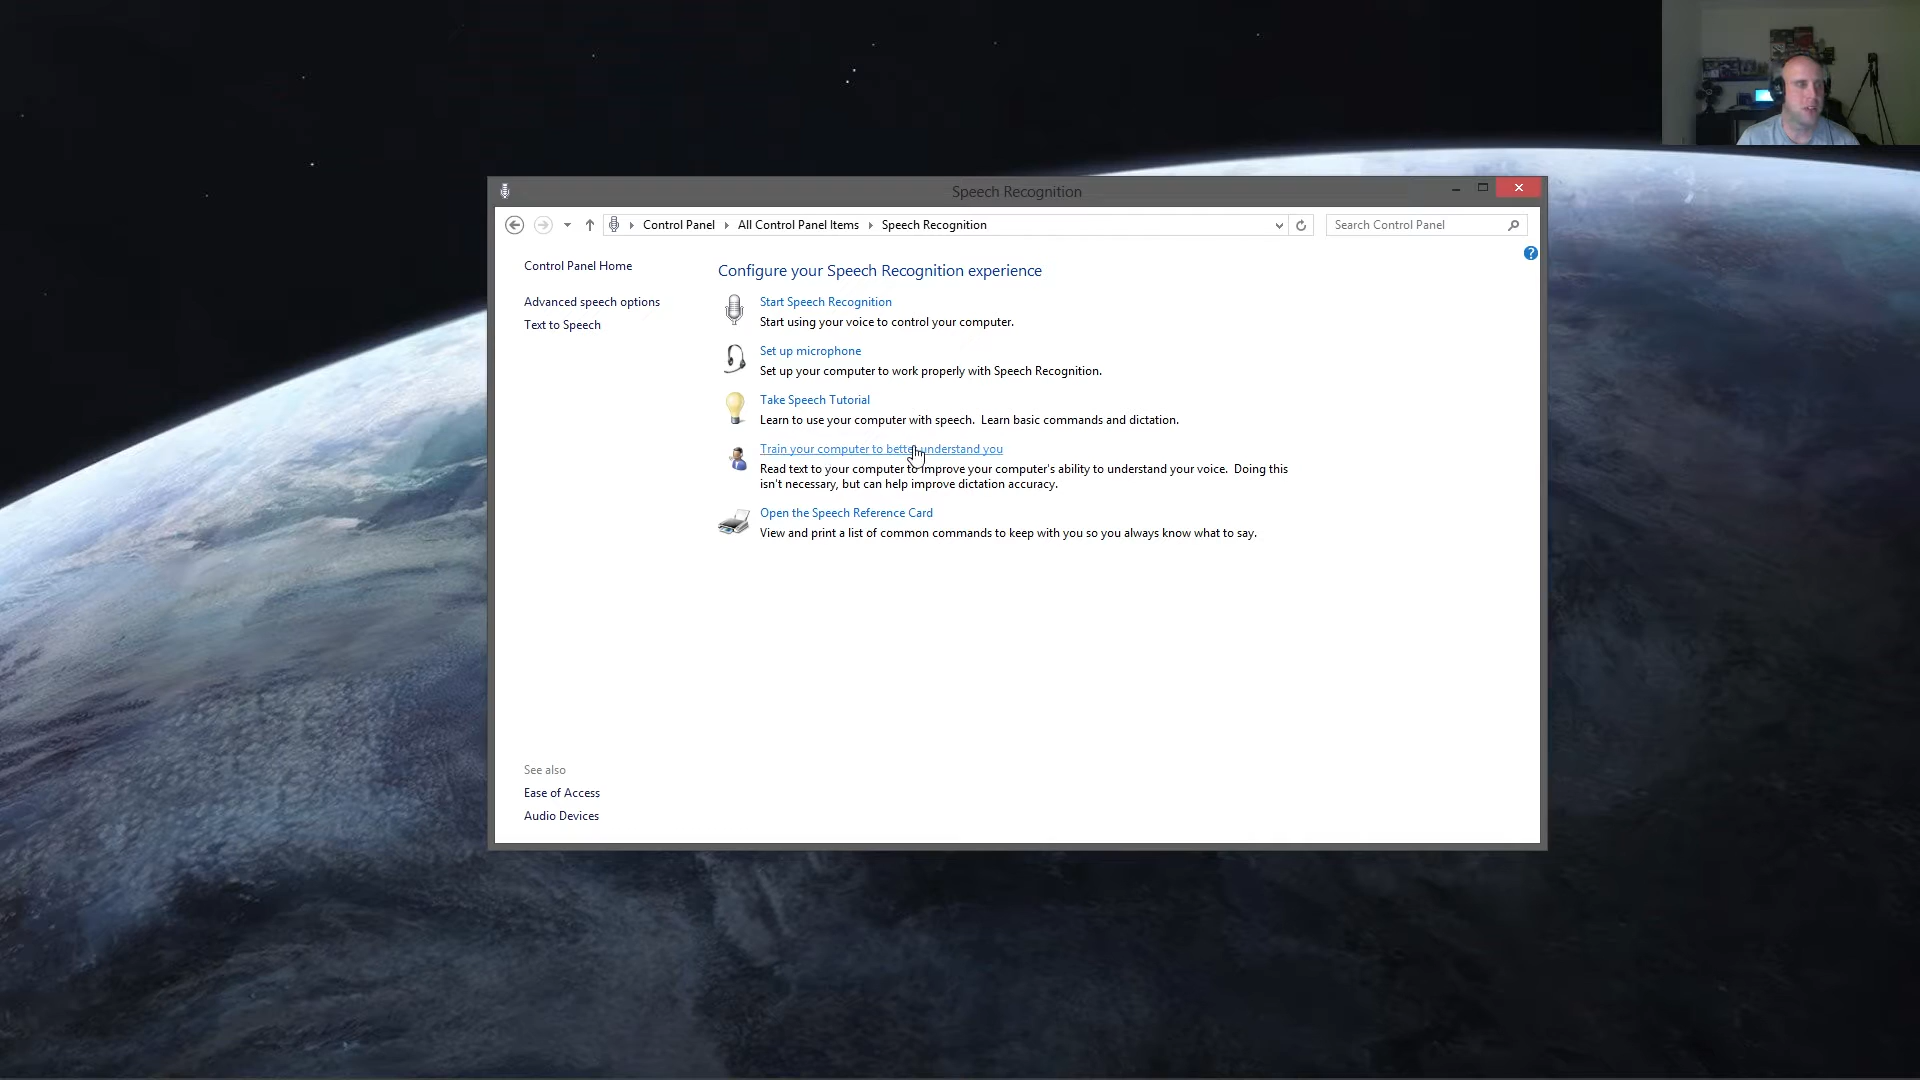 Speech Recognition
Control Panel All Control Panel Items Speech Recognition Search Control Panel
Control Panel Home
Advanced speech options
Text to Speech
Configure your Speech Recognition experience
Start Speech Recognition
Start using your voice to control your computer.
Set up microphone
Set up your computer to work properly with Speech Recognition.
Take Speech Tutorial
Learn to use your computer with speech. Learn basic commands and dictation.
Train your computer to better understand you
Read text to your computer to improve your computer's ability to understand your voice. Doing this
isn't necessary, but can help improve dictation accuracy.
Open the Speech Reference Card
View and print a list of common commands to keep with you so you always know what to say.
See also
Ease of Access
Audio Devices